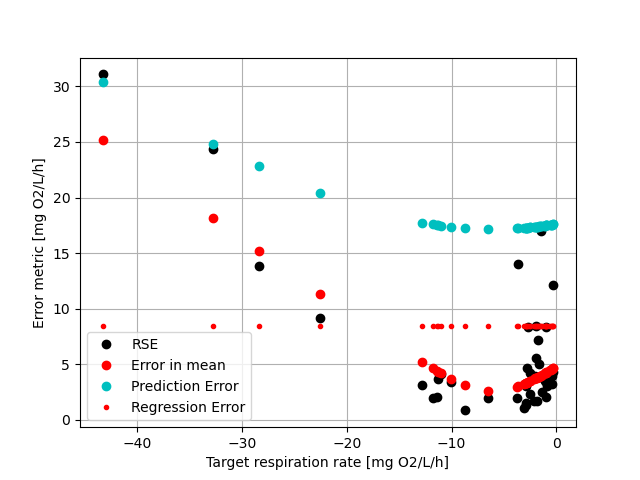 Error metric [mg O2/L/h]
30
25
20
15
10
5
0
RSE
Error in mean
Prediction Error
Regression Error
−40
−30
−20
−10
0
Target respiration rate [mg O2/L/h]